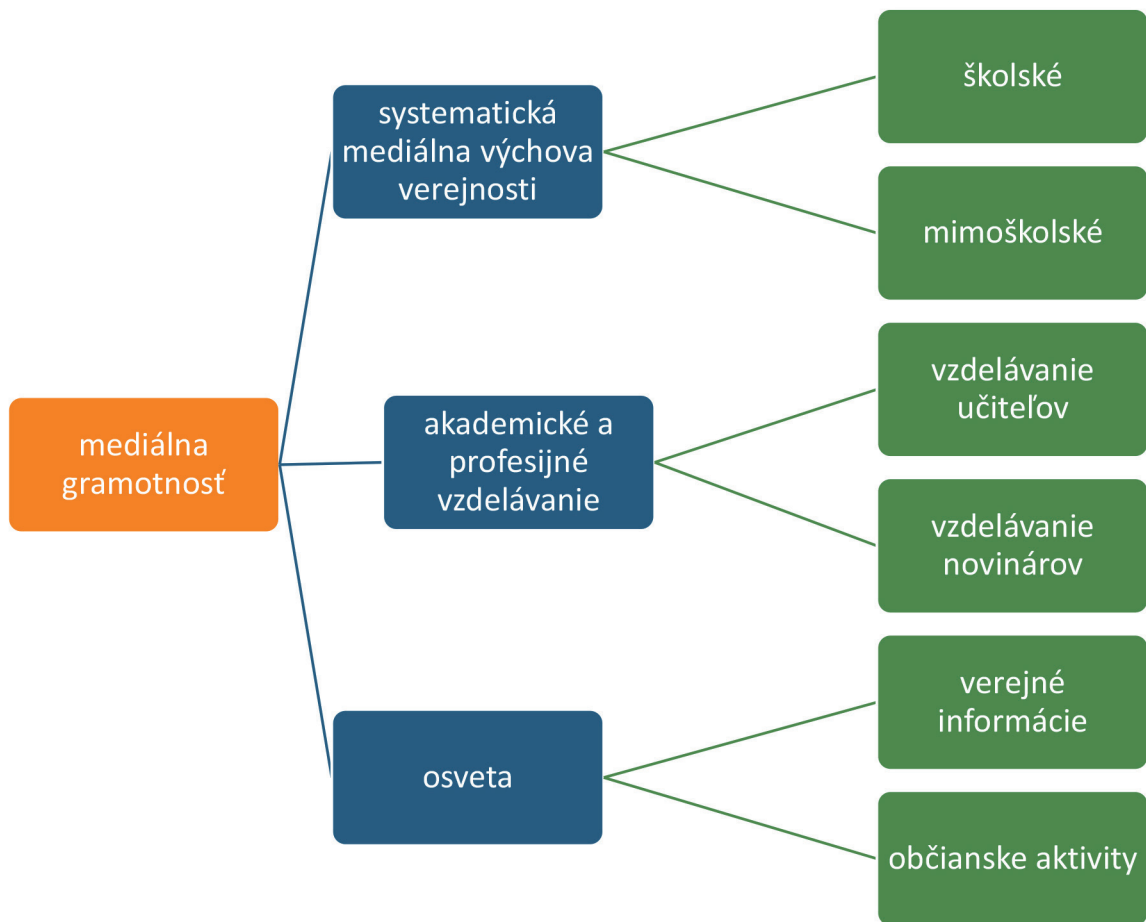 mediálna
gramotnosť
systematická
mediálna výchova
verejnosti
školské
mimoškolské
akademické a
profesijné
vzdelávanie
vzdelávanie
učiteľov
vzdelávanie
novinárov
osveta
verejné
informácie
občianske aktivity